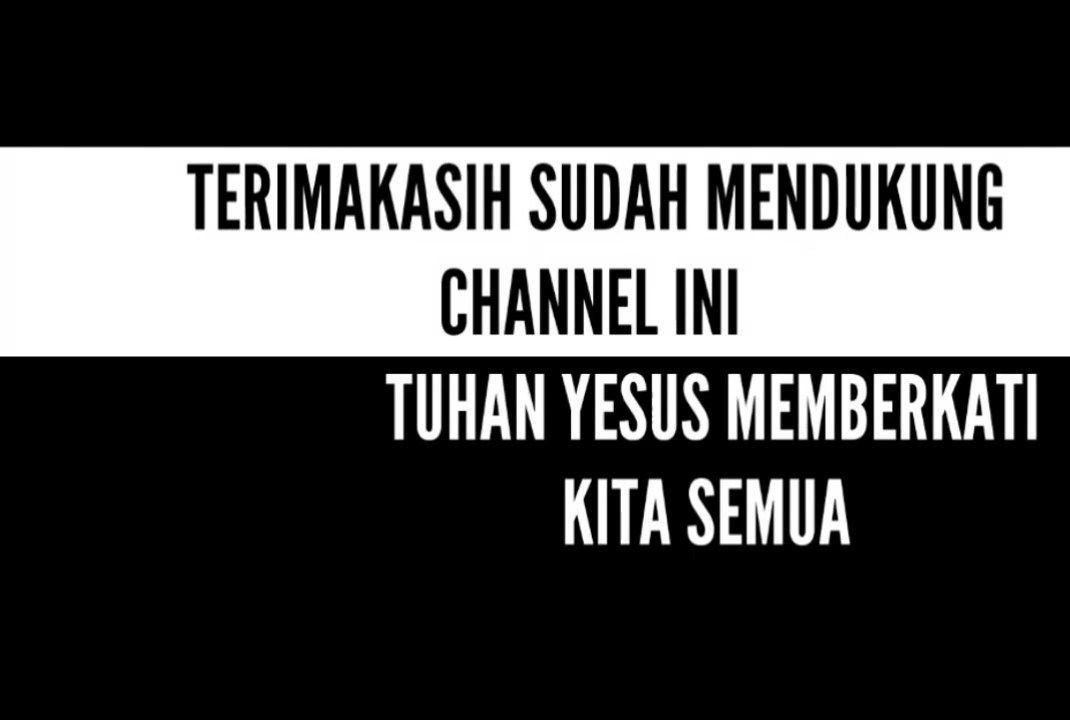 TERIMAKASIH SUDAH MENDUKUNG
CHANNEL INI
TUHAN YESUS MEMBERKATI
KITA SEMUA